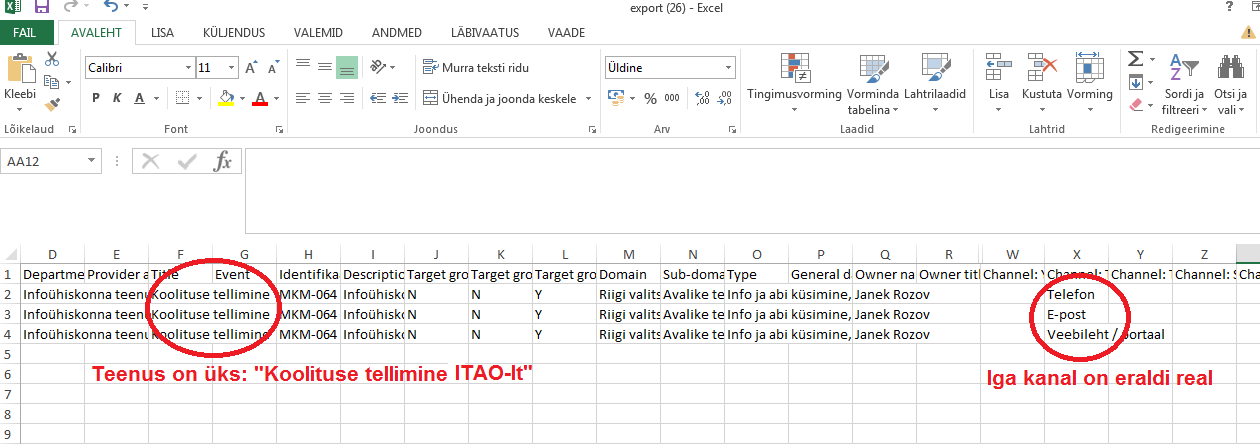 export (26) - Excel
FAIL AVALEHT LISA KÜLJENDUS VALEMID ANDMED LÄBIVAATUS VAADE
Kleebi
Calibri 11
P K A
Murra teksti ridu
Ühenda ja joonda keskele
Üldine
% 000
Tingimusvorming
Vorminda tabelina
Lahtrilaadid
Lisa Kustuta Vorming
Sordi ja filtreeri
Otsi ja vali
Lõikelaud Font Joondus Arv Laadid Lahtrid Redigeerimine
AA12 fx
D E F G H I J K L M N O P Q R W X Y Z
1 Departme Provider a Title Event Identifika Descriptic Target gro Target gro Target gro Domain Sub-doma Type General d Owner na Owner titl Channel: Y Channel: T Channel: T Channel: S Cha
2 Infoühiskonna teenu Koolituse tellimine MKM-064 Infoühisko N N Y Riigi valits Avalike te Info ja abi küsimine, Janek Rozov Telefon
3 Infoühiskonna teenu Koolituse tellimine MKM-064 Infoühisko N N Y Riigi valits Avalike te Info ja abi küsimine, Janek Rozov E-post
4 Infoühiskonna teenu Koolituse tellimine MKM-064 Infoühisko N N Y Riigi valits Avalike te Info ja abi küsimine, Janek Rozov Veebileht / portaal
5
6
7
8
9
Teenus on üks: "Koolituse tellimine ITAO-lt"
Iga kanal on eraldi real